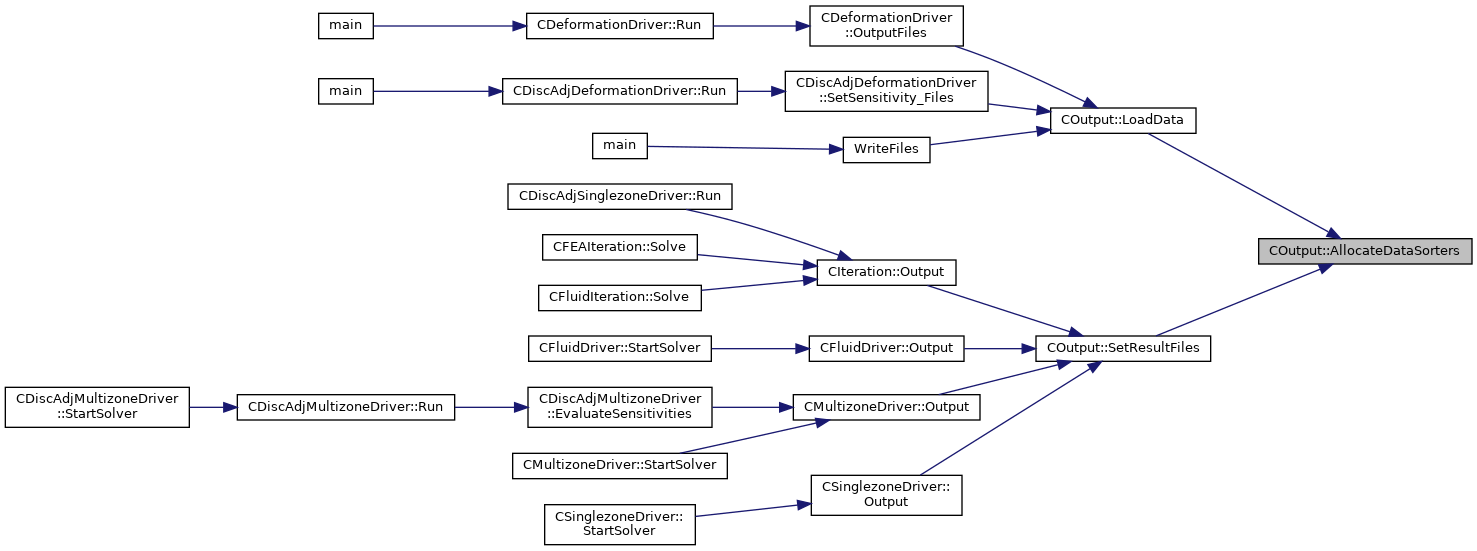 main
CDeformationDriver::Run
CDeformationDriver
::OutputFiles
main
CDiscAdjDeformationDriver::Run
CDiscAdjDeformationDriver
::SetSensitivity_Files
COutput::LoadData
main
WriteFiles
CDiscAdjSinglezoneDriver::Run
CFEAIteration::Solve
CIteration::Output
COutput::AllocateDataSorters
CFluidIteration::Solve
CFluidDriver::StartSolver
CFluidDriver::Output
COutput::SetResultFiles
CDiscAdjMultizoneDriver
::StartSolver
CDiscAdjMultizoneDriver::Run
CDiscAdjMultizoneDriver
::EvaluateSensitivities
CMultizoneDriver::Output
CMultizoneDriver::StartSolver
CSinglezoneDriver::
Output
CSinglezoneDriver::
StartSolver